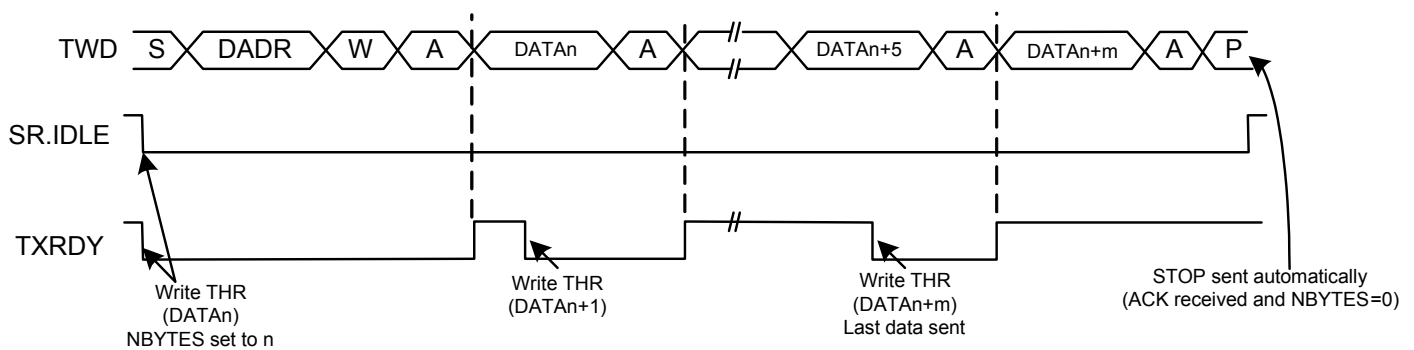 TWD S DADR W A DATAn A DATAn+5 A DATAn+m A P
SR.IDLE
TXRDY
Write THR
(DATAn)
NBYTES set to n
Write THR
(DATAn+1)
Write THR
(DATAn+m)
Last data sent
STOP sent automatically
(ACK received and NBYTES=0)